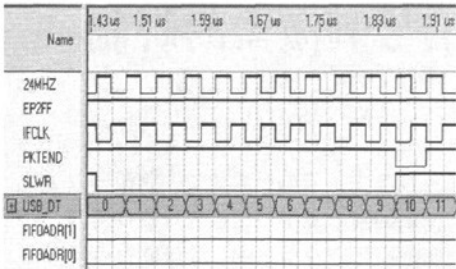 1.43 us 1.51 us 1.59 us 1.67 us 1.75 us 1.83 us 1.91 us
Name
24MHZ
EP2FF
IFCLK
PKTEND
SLWR
USB_DT 0 1 2 3 4 5 6 7 8 9 10 11
FIFOADR[1]
FIFOADR[0]